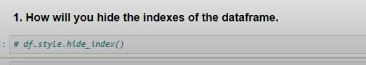 1. How will you hide the indexes of the dataframe.
: # df.style.hide_index()